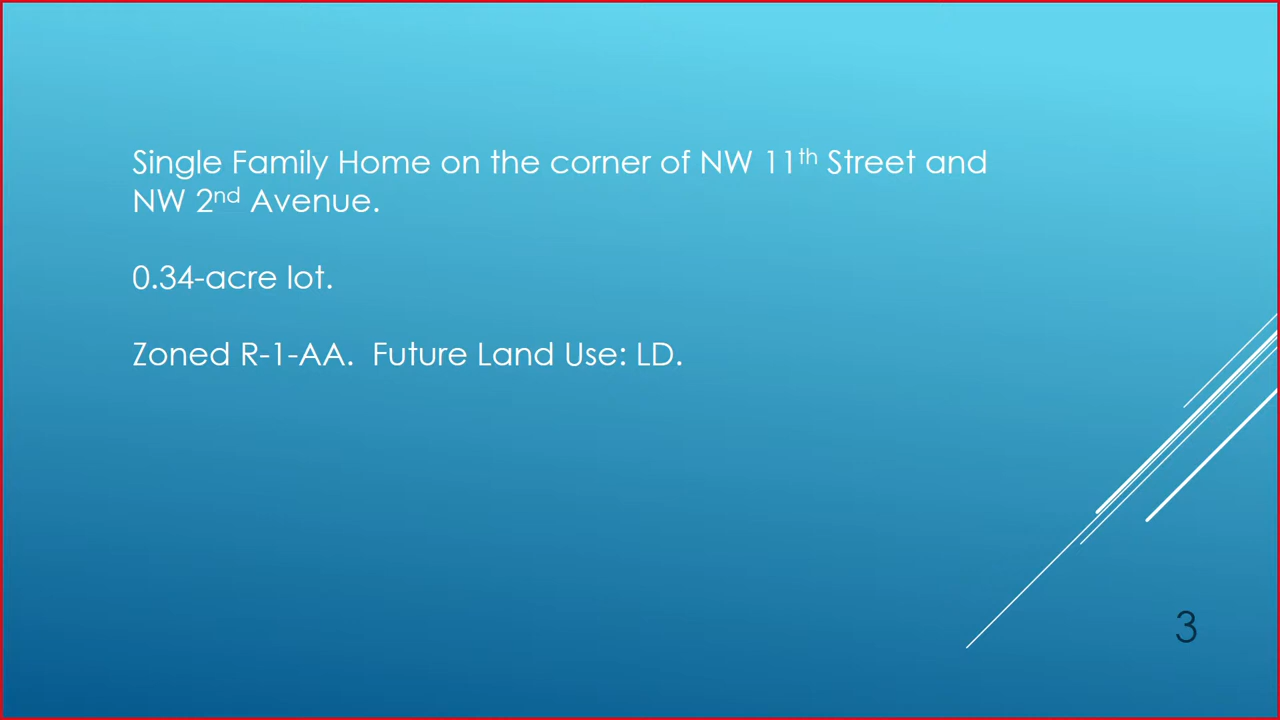 Single Family Home on the corner of NW 11th Street and
NW 2nd Avenue.
0.34-acre lot.
Zoned R-1-AA.  Future Land Use: LD.
3